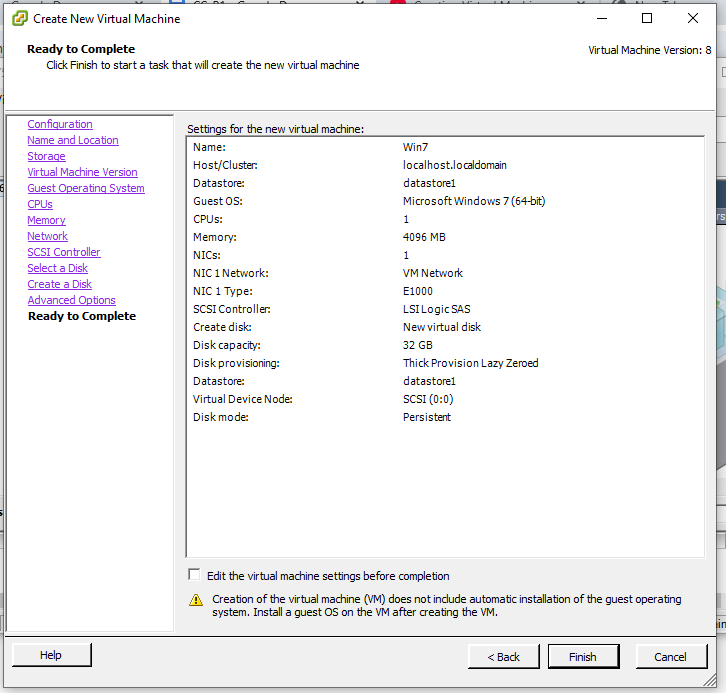 Create New Virtual Machine
Ready to Complete
Click Finish to start a task that will create the new virtual machine
Virtual Machine Version: 8
Configuration
Name and Location
Storage
Virtual Machine Version
Guest Operating System
CPUs
Memory
Network
SCSI Controller
Select a Disk
Create a Disk
Advanced Options
Ready to Complete
Settings for the new virtual machine:
Name: Win7
Host/Cluster: localhost.localdomain
Datastore: datastore1
Guest OS: Microsoft Windows 7 (64-bit)
CPUs: 1
Memory: 4096 MB
NICs: 1
NIC 1 Network: VM Network
NIC 1 Type: E1000
SCSI Controller: LSI Logic SAS
Create disk: New virtual disk
Disk capacity: 32 GB
Disk provisioning: Thick Provision Lazy Zeroed
Datastore: datastore1
Virtual Device Node: SCSI (0:0)
Disk mode: Persistent
Edit the virtual machine settings before completion
Creation of the virtual machine (VM) does not include automatic installation of the guest operating
system. Install a guest OS on the VM after creating the VM.
Help
< Back
Finish
Cancel